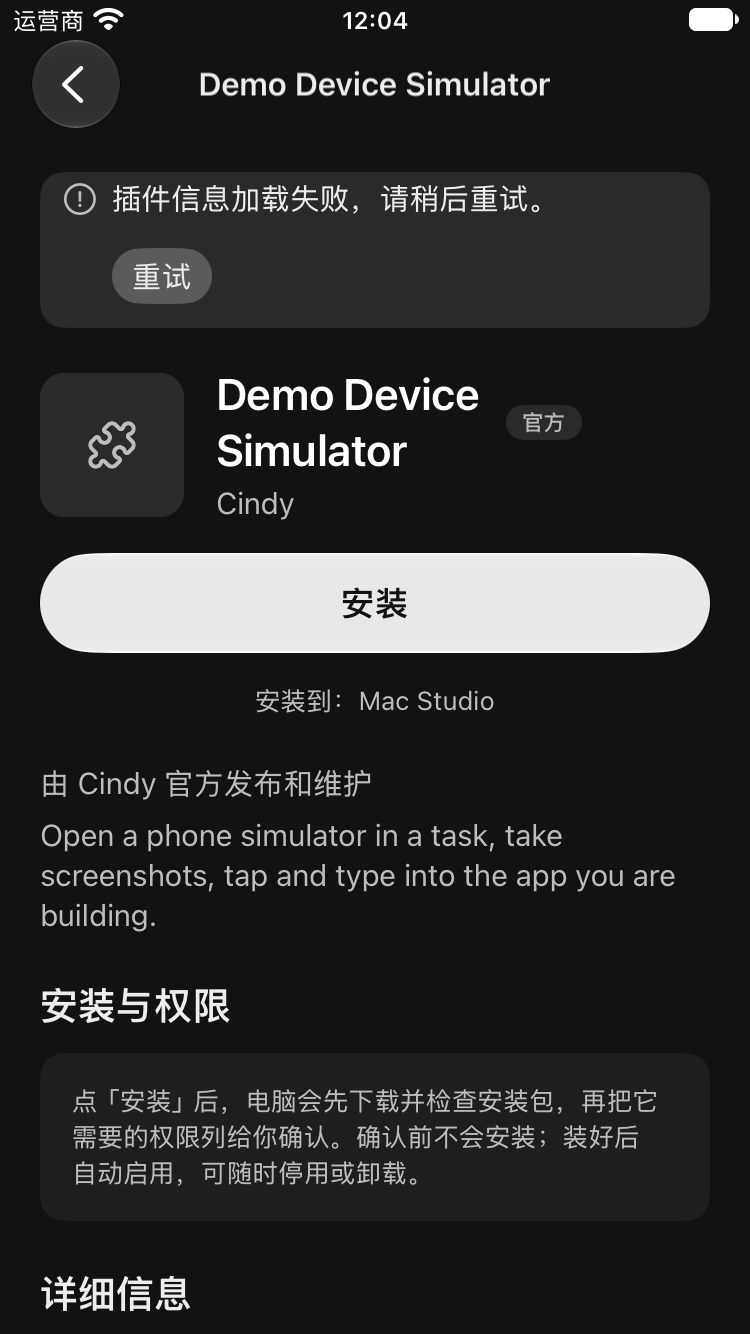 运营商
12:04
Demo Device Simulator
插件信息加载失败，请稍后重试。
重试
Demo Device
Simulator
官方
Cindy
安装
安装到：Mac Studio
由 Cindy 官方发布和维护
Open a phone simulator in a task, take
screenshots, tap and type into the app you are
building.
安装与权限
点「安装」后，电脑会先下载并检查安装包，再把它
需要的权限列给你确认。确认前不会安装；装好后
自动启用，可随时停用或卸载。
详细信息